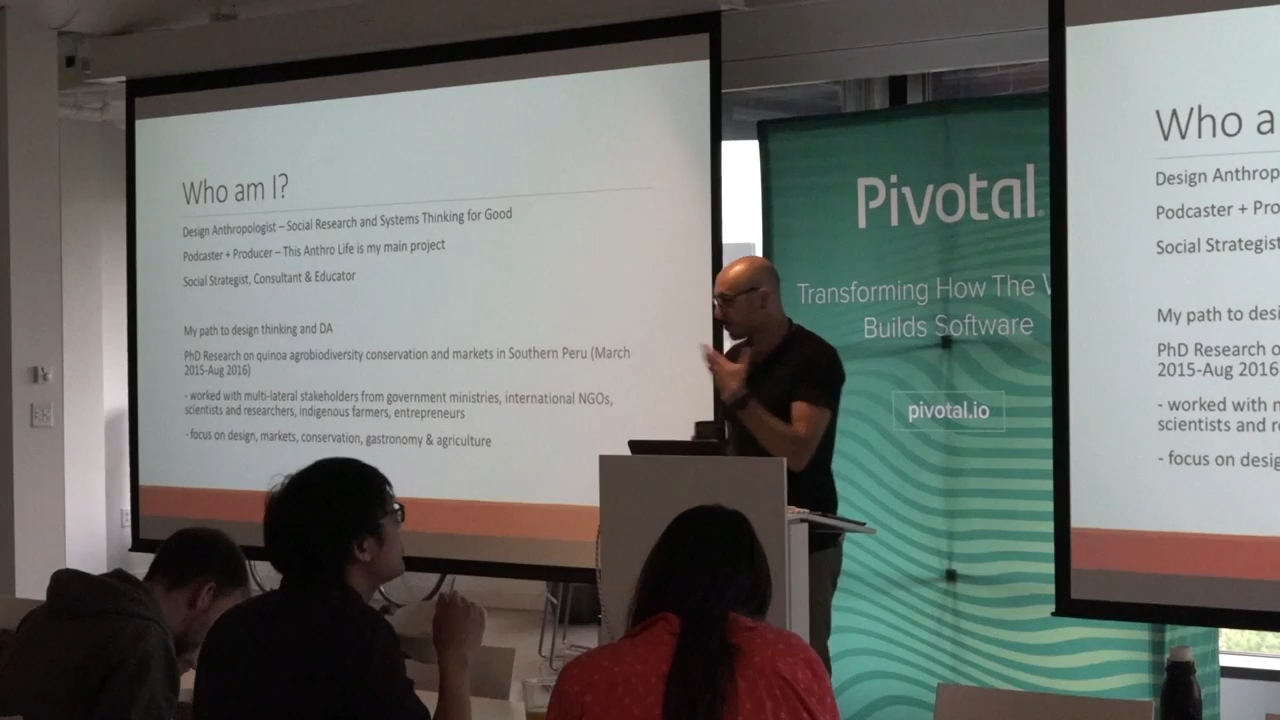 Who am I?
Design Anthropologist – Social Research and Systems Thinking for Good
Podcaster + Producer – This Anthro Life is my main project
Social Strategist, Consultant & Educator
My path to design thinking and DA
PhD Research on quinoa agrobiodiversity conservation and markets in Southern Peru (March
2015-Aug 2016)
- worked with multi-lateral stakeholders from government ministries, international NGOs,
scientists and researchers, indigenous farmers, entrepreneurs
- focus on design, markets, conservation, gastronomy & agriculture
Pivotal
Transforming How The
Builds Software
pivotal.io
Who a
Design Anthrop
Podcaster + Pro
Social Strategist
My path to desi
PhD Research o
2015-Aug 2016
- worked with m
scientists and re
- focus on desig